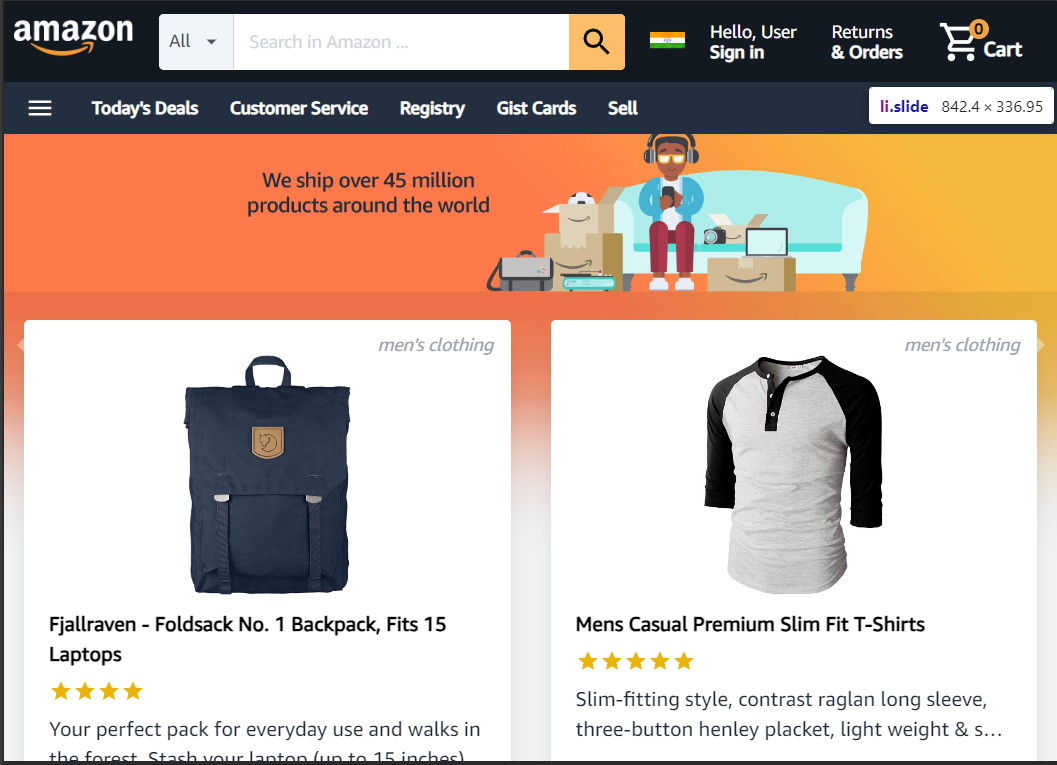 amazon
All
Search in Amazon ...
Hello, User
Sign in
Returns
& Orders
0
Cart
Today's Deals
Customer Service
Registry
Gist Cards
Sell
li.slide 842.4 × 336.95
We ship over 45 million
products around the world
men's clothing
Fjallraven - Foldsack No. 1 Backpack, Fits 15
Laptops
Your perfect pack for everyday use and walks in
the forest. Stash your laptop (up to 15 inches)
men's clothing
Mens Casual Premium Slim Fit T-Shirts
Slim-fitting style, contrast raglan long sleeve,
three-button henley placket, light weight & s...